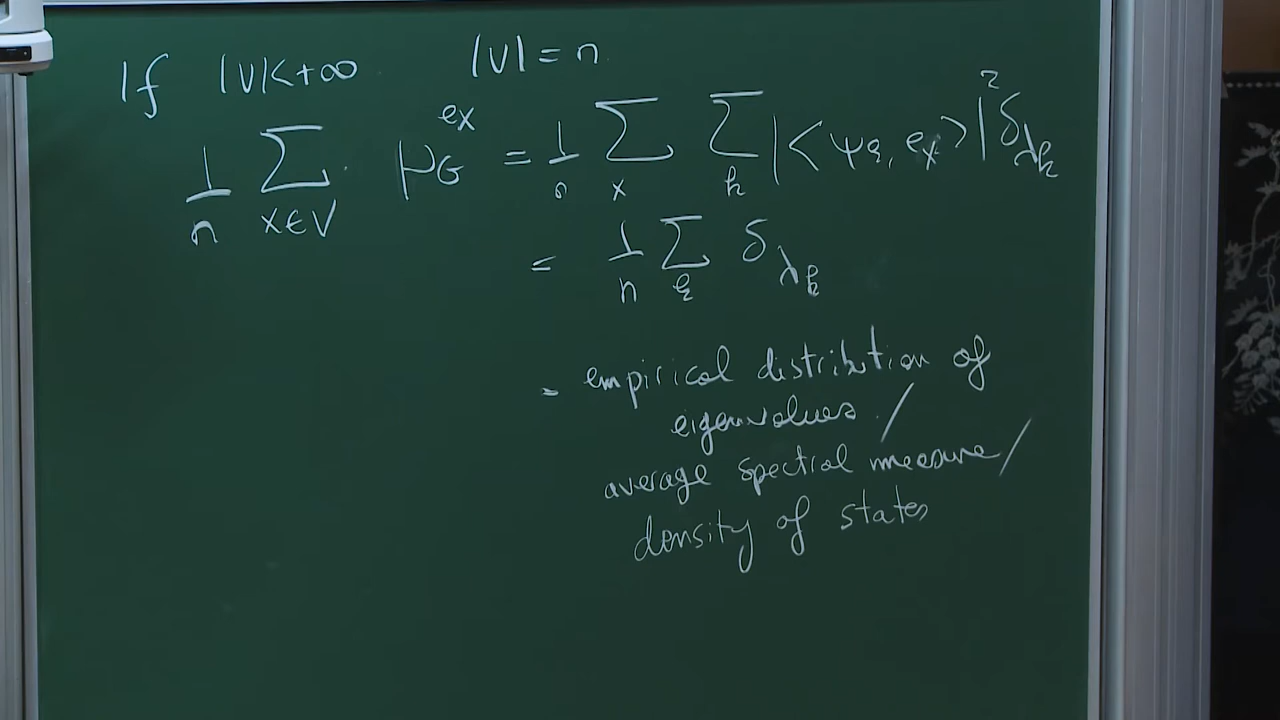 If |V|<+∞ |V| = n
1/n ∑_{x∈V} μ_G^{e_x} = 1/n ∑_x ∑_k |<ψ_k, e_x>|² δ_{λ_k}
= 1/n ∑_k δ_{λ_k}
= empirical distribution of
eigenvalues /
average spectral measure /
density of states